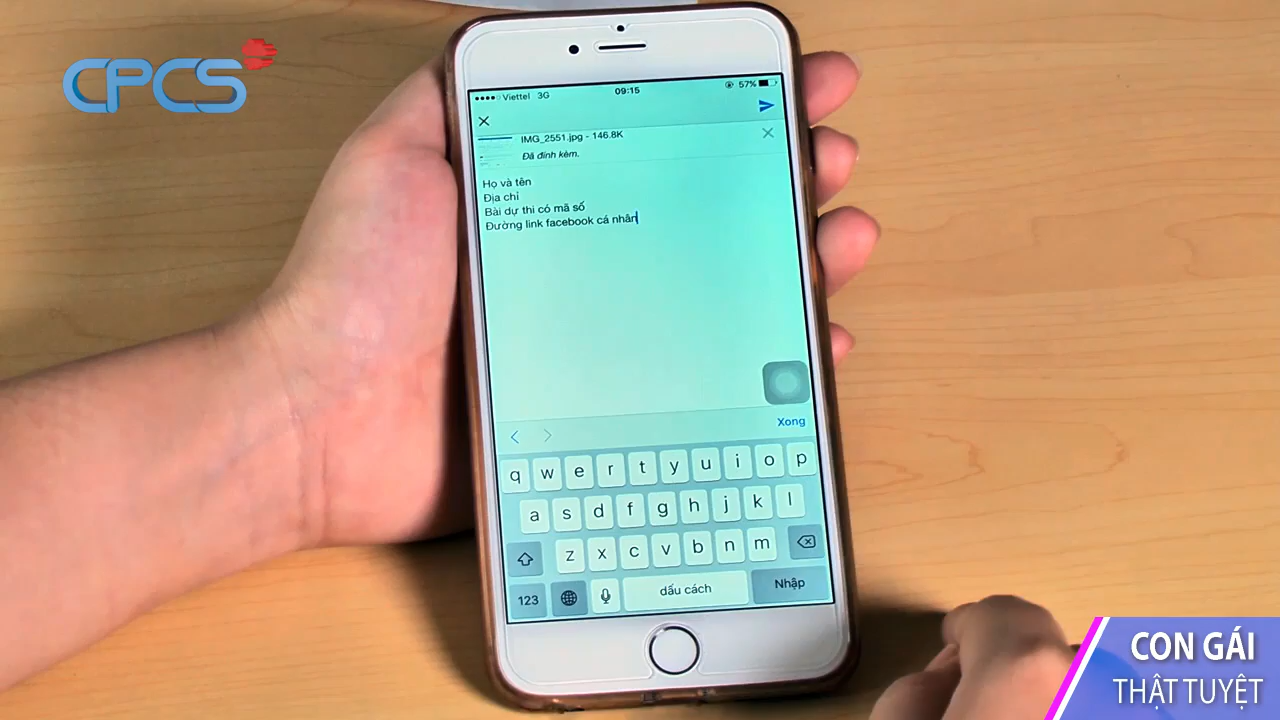 CPCS
Viettel 3G 09:15 57%
IMG_2551.jpg - 146.8K
Đã đính kèm.
Họ và tên
Địa chỉ
Bài dự thi có mã số
Đường link facebook cá nhân
Xong
q w e r t y u i o p
a s d f g h j k l
z x c v b n m
123 dấu cách Nhập
CON GÁI
THẬT TUYỆT